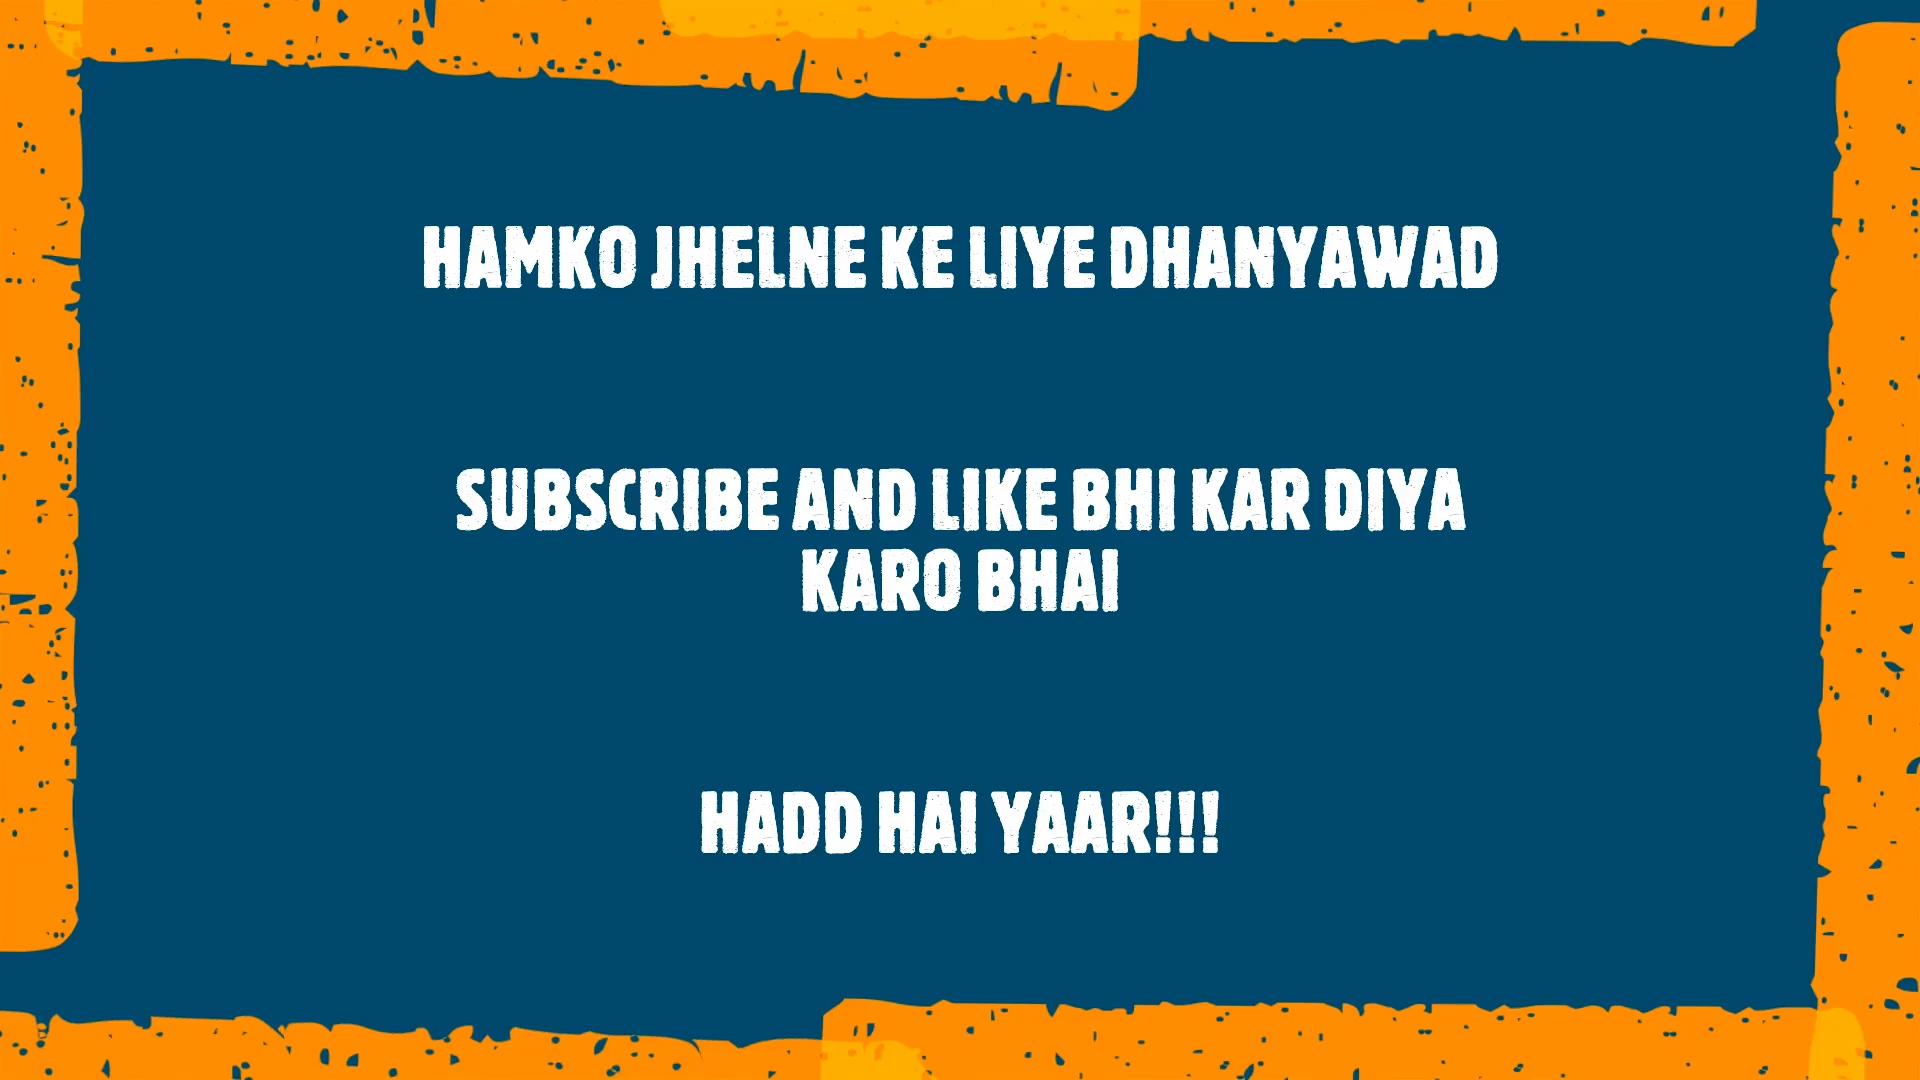 HAMKO JHELNE KE LIYE DHANYAWAD
SUBSCRIBE AND LIKE BHI KAR DIYA
KARO BHAI
HADD HAI YAAR!!!